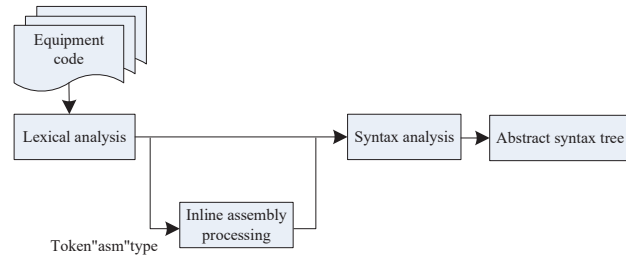 Equipment
code
Lexical analysis
Syntax analysis
Abstract syntax tree
Inline assembly
processing
Token"asm"type